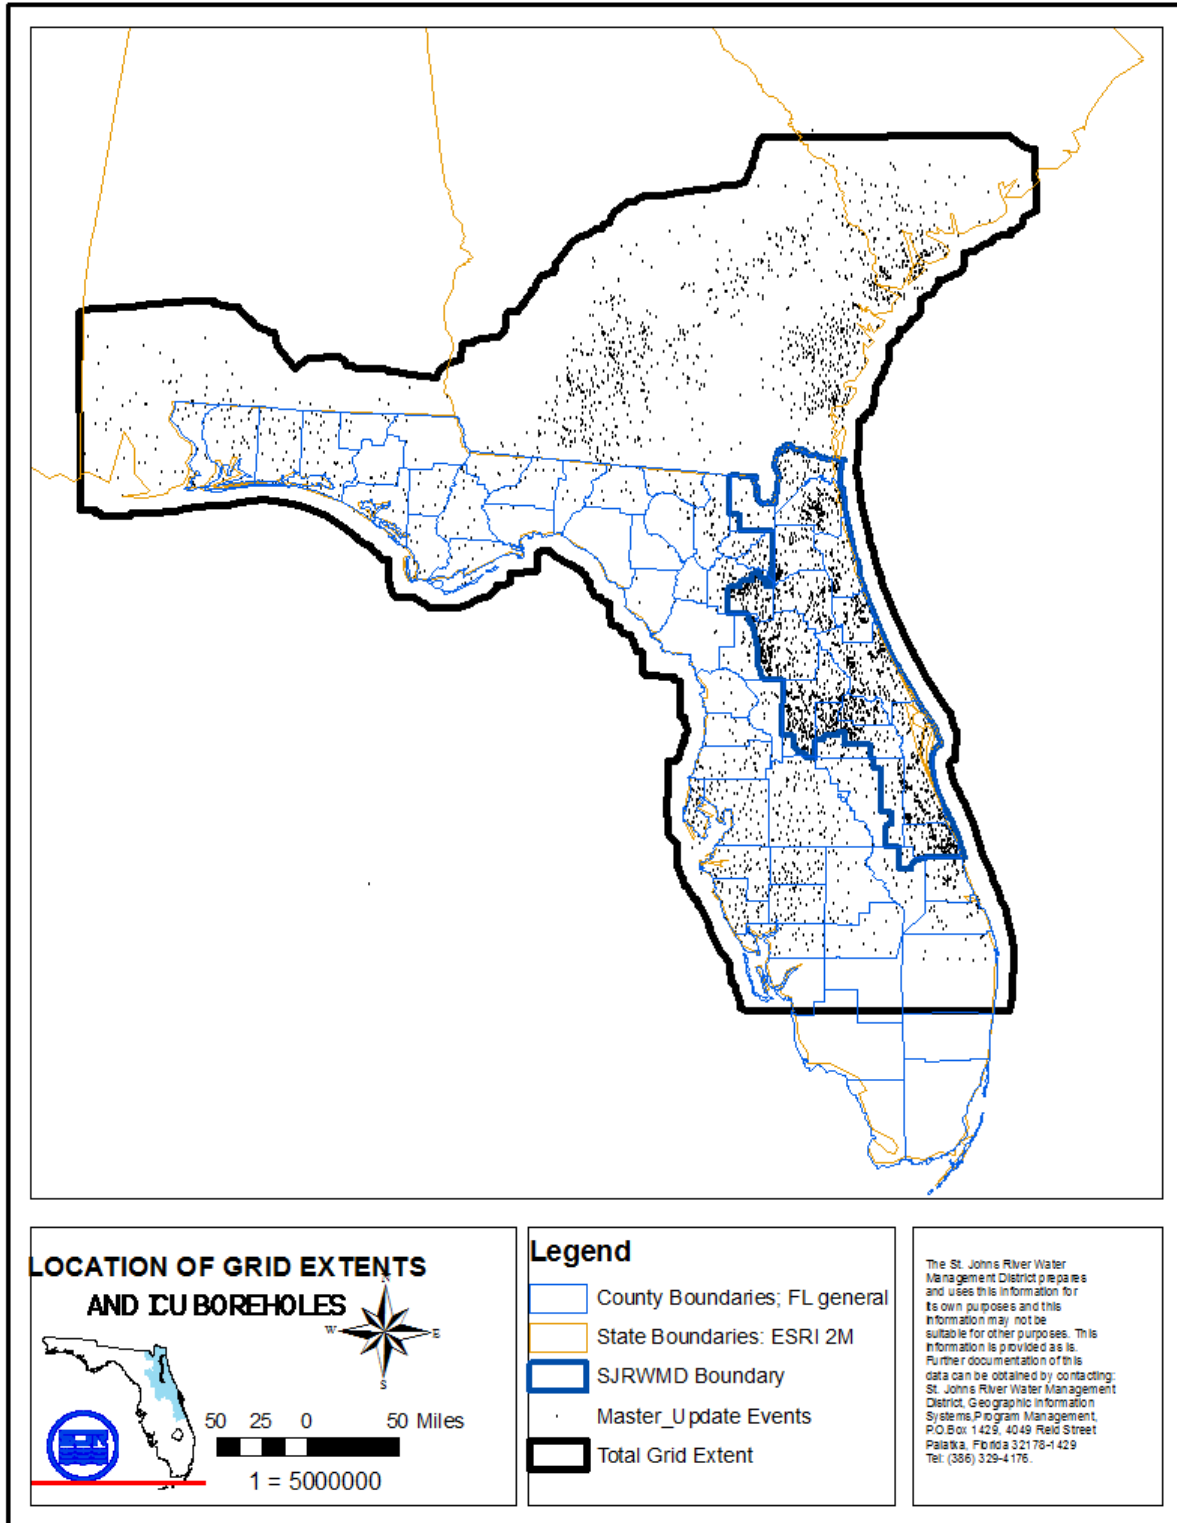 LOCATION OF GRID EXTENTS
AND ICU BOREHOLES
N
W
E
S
50 25 0 50 Miles
1 = 5000000
Legend
County Boundaries; FL general
State Boundaries: ESRI 2M
SJRWMD Boundary
Master_Update Events
Total Grid Extent
The St. Johns River Water
Management District prepares
and uses this information for
its own purposes and this
information may not be
suitable for other purposes. This
information is provided as is.
Further documentation of this
data can be obtained by contacting:
St. Johns River Water Management
District, Geographic Information
Systems,Program Management,
P.O.Box 1429, 4049 Reid Street
Palatka, Florida 32178-1429
Tel: (386) 329-4176.